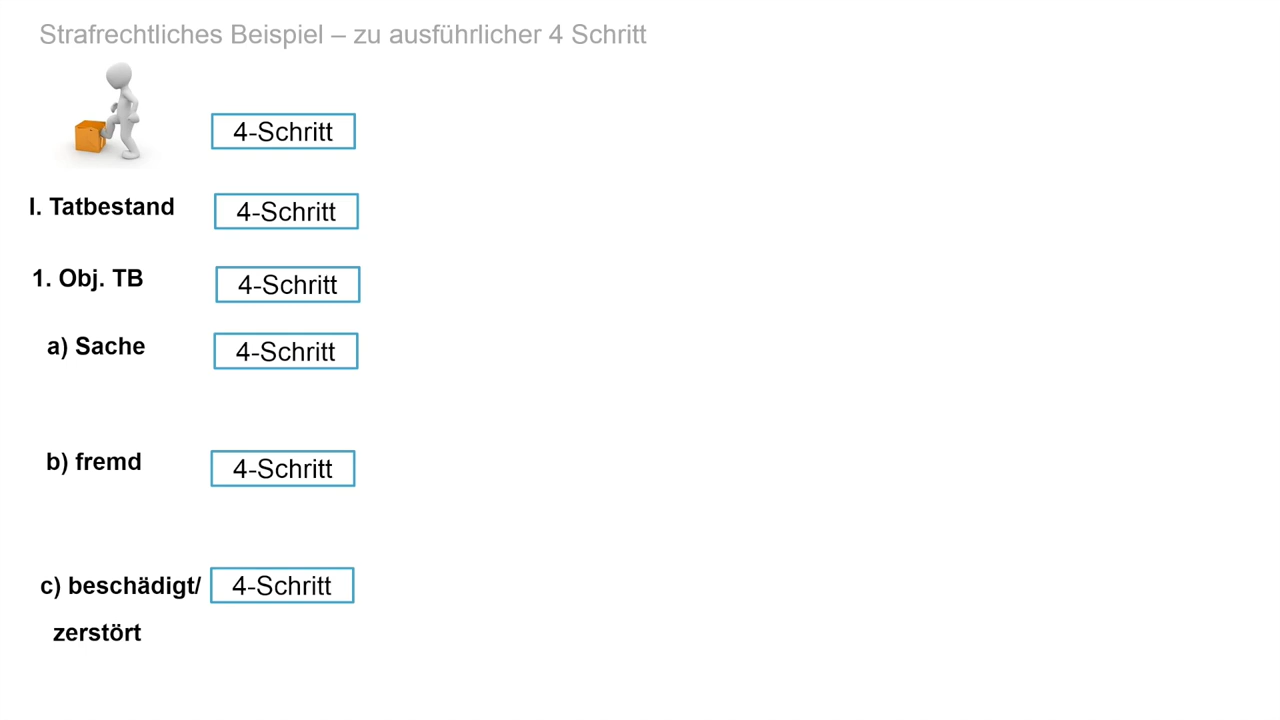 Strafrechtliches Beispiel – zu ausführlicher 4 Schritt
4-Schritt
I. Tatbestand 4-Schritt
1. Obj. TB 4-Schritt
a) Sache 4-Schritt
b) fremd 4-Schritt
c) beschädigt/ 4-Schritt
zerstört